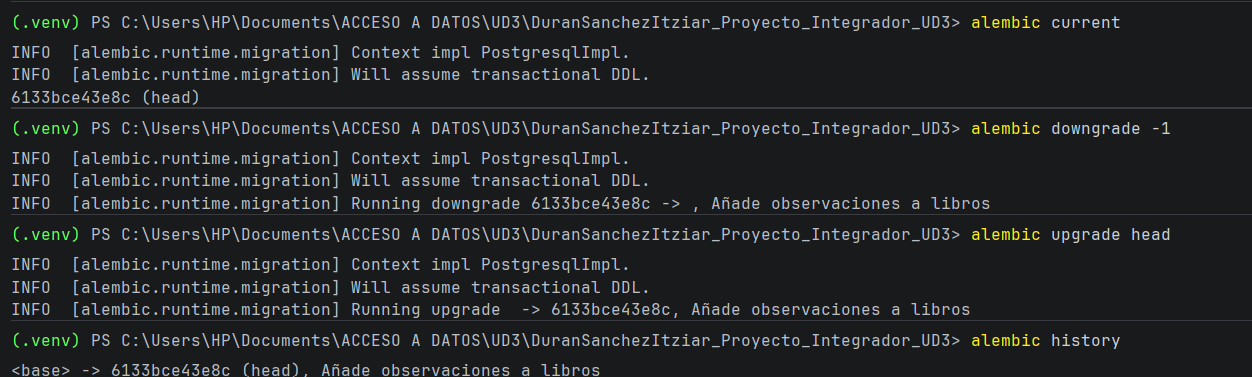 (.venv) PS C:\Users\HP\Documents\ACCESO A DATOS\UD3\DuranSanchezItziar_Proyecto_Integrador_UD3> alembic current
INFO  [alembic.runtime.migration] Context impl PostgresqlImpl.
INFO  [alembic.runtime.migration] Will assume transactional DDL.
6133bce43e8c (head)
(.venv) PS C:\Users\HP\Documents\ACCESO A DATOS\UD3\DuranSanchezItziar_Proyecto_Integrador_UD3> alembic downgrade -1
INFO  [alembic.runtime.migration] Context impl PostgresqlImpl.
INFO  [alembic.runtime.migration] Will assume transactional DDL.
INFO  [alembic.runtime.migration] Running downgrade 6133bce43e8c -> , Añade observaciones a libros
(.venv) PS C:\Users\HP\Documents\ACCESO A DATOS\UD3\DuranSanchezItziar_Proyecto_Integrador_UD3> alembic upgrade head
INFO  [alembic.runtime.migration] Context impl PostgresqlImpl.
INFO  [alembic.runtime.migration] Will assume transactional DDL.
INFO  [alembic.runtime.migration] Running upgrade  -> 6133bce43e8c, Añade observaciones a libros
(.venv) PS C:\Users\HP\Documents\ACCESO A DATOS\UD3\DuranSanchezItziar_Proyecto_Integrador_UD3> alembic history
<base> -> 6133bce43e8c (head), Añade observaciones a libros